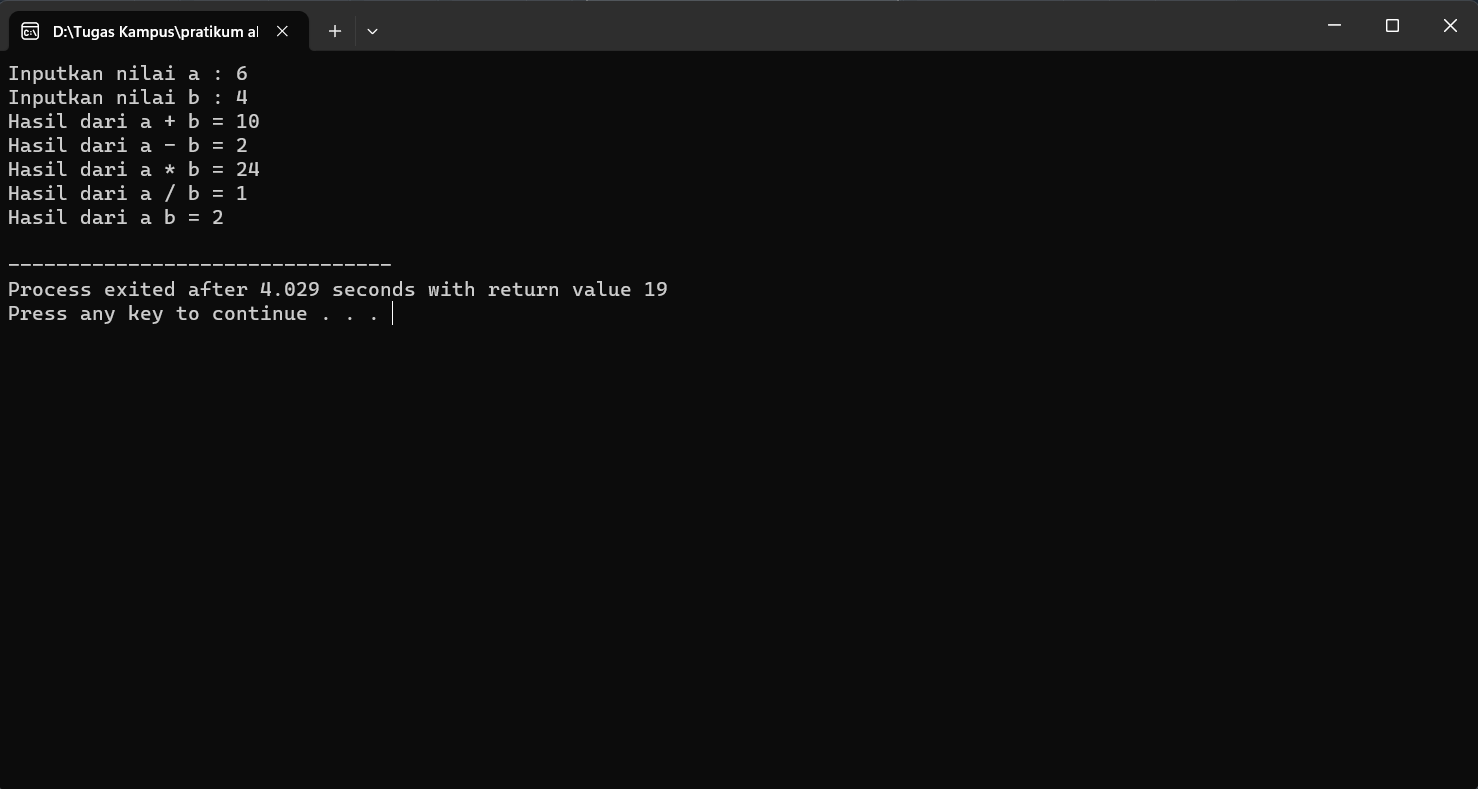 D:\Tugas Kampus\pratikum al
Inputkan nilai a : 6
Inputkan nilai b : 4
Hasil dari a + b = 10
Hasil dari a - b = 2
Hasil dari a * b = 24
Hasil dari a / b = 1
Hasil dari a b = 2
--------------------------------
Process exited after 4.029 seconds with return value 19
Press any key to continue . . .